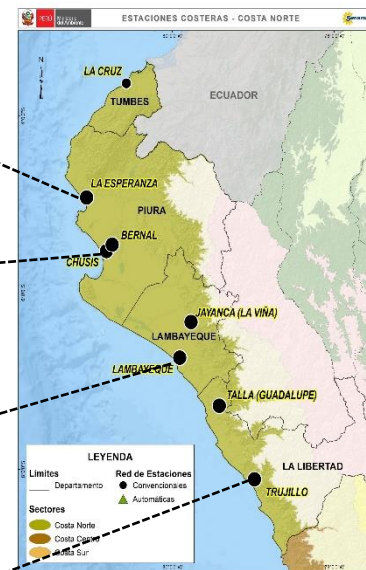 PERÚ Ministerio del Ambiente
ESTACIONES COSTERAS - COSTA NORTE
LA CRUZ
TUMBES
ECUADOR
LA ESPERANZA
PIURA
BERNAL
CHUSIS
JAYANCA (LA VIÑA)
LAMBAYEQUE
LAMBAYEQUE
TALLA (GUADALUPE)
LA LIBERTAD
TRUJILLO
LEYENDA
Límites
Departamento
Red de Estaciones
Convencionales
Automáticas
Sectores
Costa Norte
Costa Centro
Costa Sur